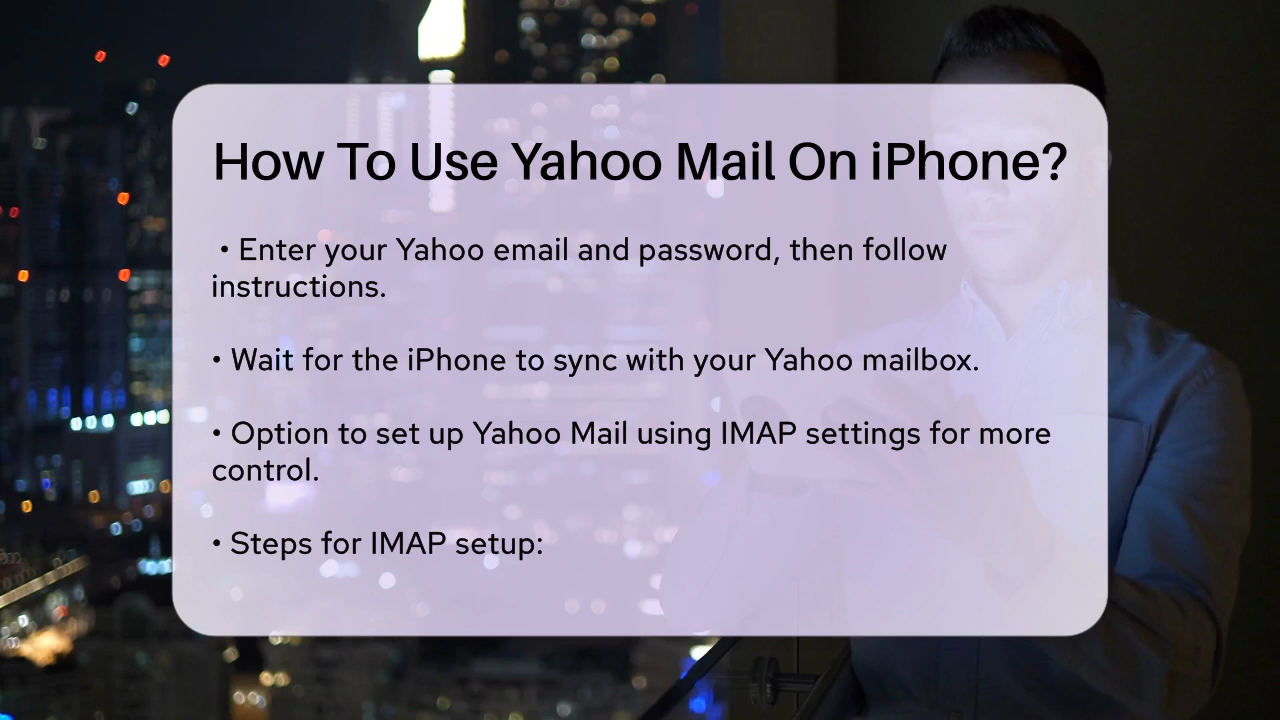 How To Use Yahoo Mail On iPhone?
• Enter your Yahoo email and password, then follow
instructions.
• Wait for the iPhone to sync with your Yahoo mailbox.
• Option to set up Yahoo Mail using IMAP settings for more
control.
• Steps for IMAP setup: